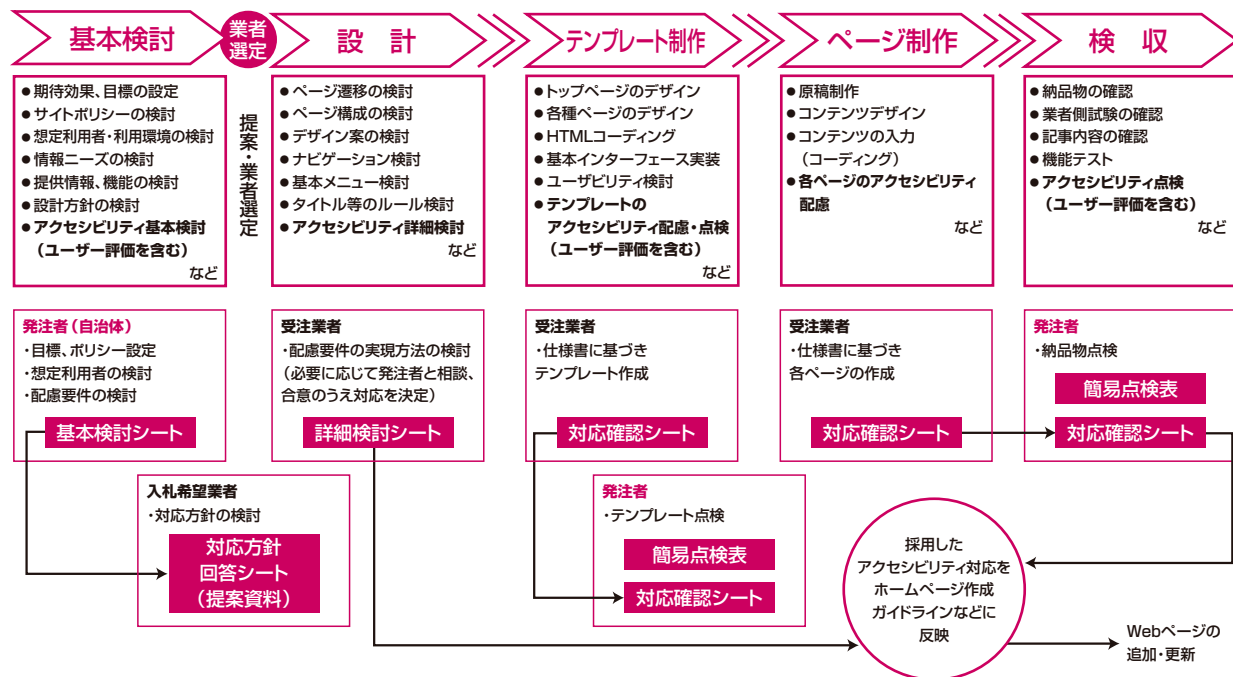 基本検討
業者
選定
設 計
テンプレート制作
ページ制作
検 収
●期待効果、目標の設定
●サイトポリシーの検討
●想定利用者・利用環境の検討
●情報ニーズの検討
●提供情報、機能の検討
●設計方針の検討
●アクセシビリティ基本検討
(ユーザー評価を含む)
など
提案・業者選定
●ページ遷移の検討
●ページ構成の検討
●デザイン案の検討
●ナビゲーション検討
●基本メニュー検討
●タイトル等のルール検討
●アクセシビリティ詳細検討
など
●トップページのデザイン
●各種ページのデザイン
●HTMLコーディング
●基本インターフェース実装
●ユーザビリティ検討
●テンプレートの
アクセシビリティ配慮・点検
(ユーザー評価を含む)
など
●原稿制作
●コンテンツデザイン
●コンテンツの入力
(コーディング)
●各ページのアクセシビリティ
配慮
など
●納品物の確認
●業者側試験の確認
●記事内容の確認
●機能テスト
●アクセシビリティ点検
(ユーザー評価を含む)
など
発注者(自治体)
・目標、ポリシー設定
・想定利用者の検討
・配慮要件の検討
基本検討シート
入札希望業者
・対応方針の検討
対応方針
回答シート
(提案資料)
受注業者
・配慮要件の実現方法の検討
(必要に応じて発注者と相談、
合意のうえ対応を決定)
詳細検討シート
受注業者
・仕様書に基づき
テンプレート作成
対応確認シート
発注者
・テンプレート点検
簡易点検表
対応確認シート
受注業者
・仕様書に基づき
各ページの作成
対応確認シート
発注者
・納品物点検
簡易点検表
対応確認シート
採用した
アクセシビリティ対応を
ホームページ作成
ガイドラインなどに
反映
Webページの
追加・更新